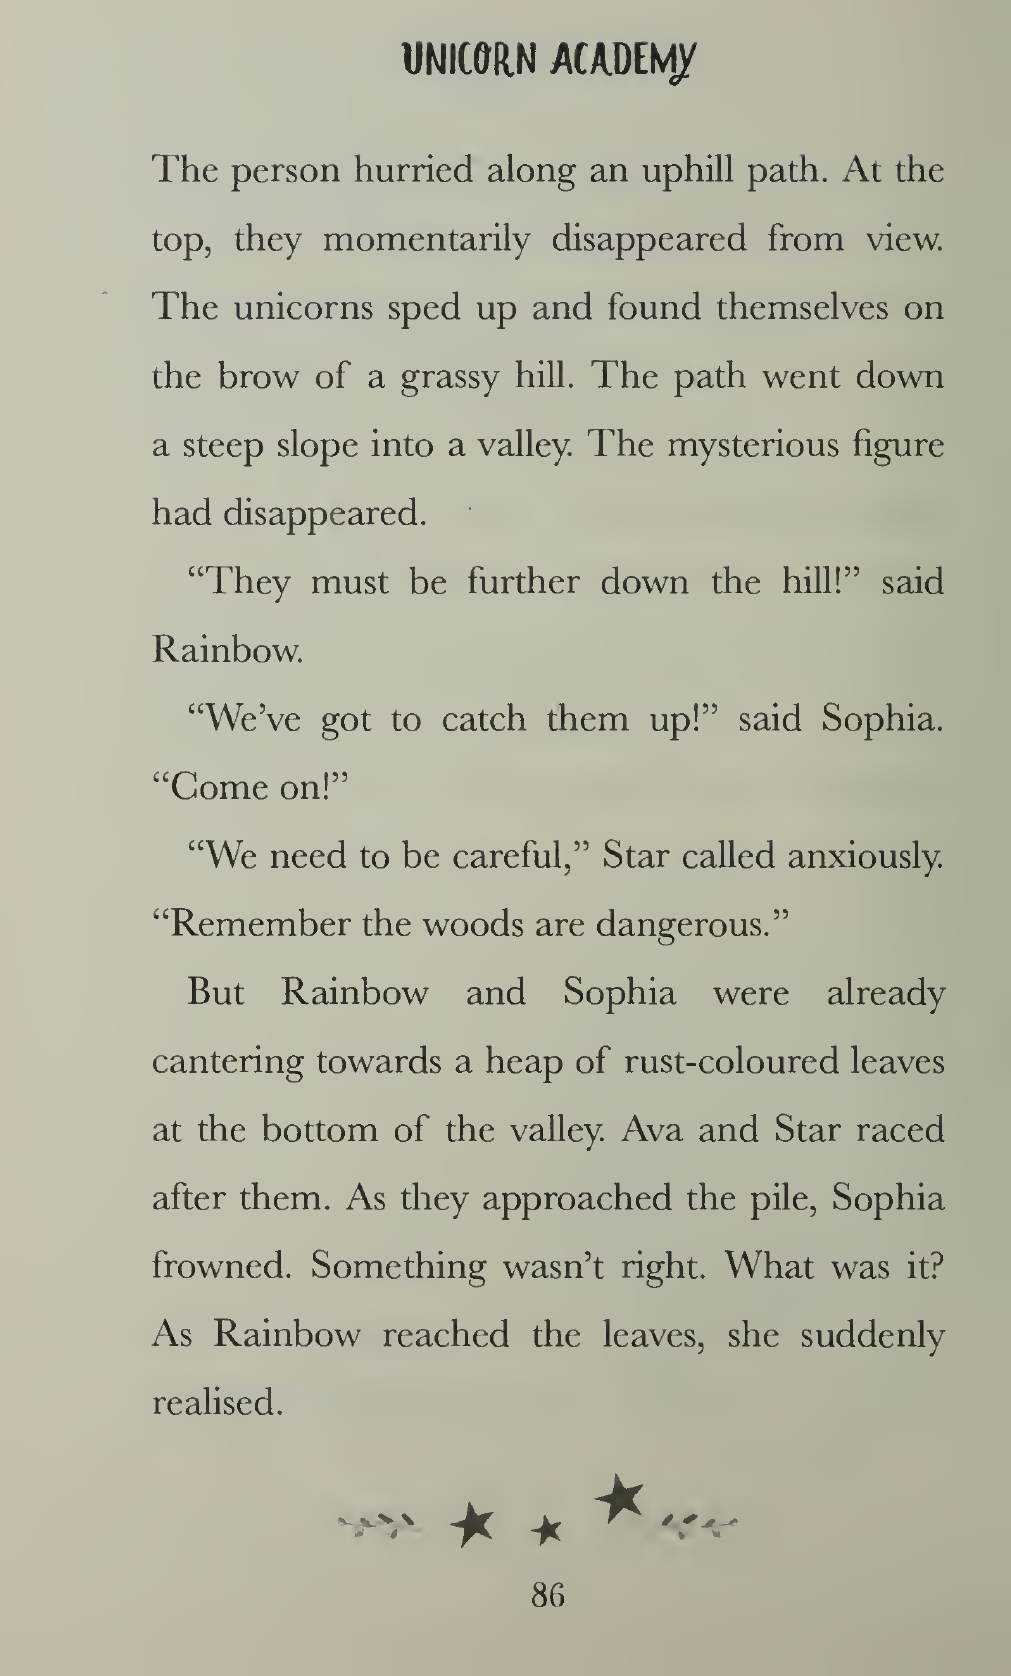 UNICORN ACADEMY
The person hurried along an uphill path. At the
top, they momentarily disappeared from view.
The unicorns sped up and found themselves on
the brow of a grassy hill. The path went down
a steep slope into a valley. The mysterious figure
had disappeared.
“They must be further down the hill!” said
Rainbow.
“We’ve got to catch them up!” said Sophia.
“Come on!”
“We need to be careful,” Star called anxiously.
“Remember the woods are dangerous.”
But Rainbow and Sophia were already
cantering towards a heap of rust-coloured leaves
at the bottom of the valley. Ava and Star raced
after them. As they approached the pile, Sophia
frowned. Something wasn’t right. What was it?
As Rainbow reached the leaves, she suddenly
realised.
86